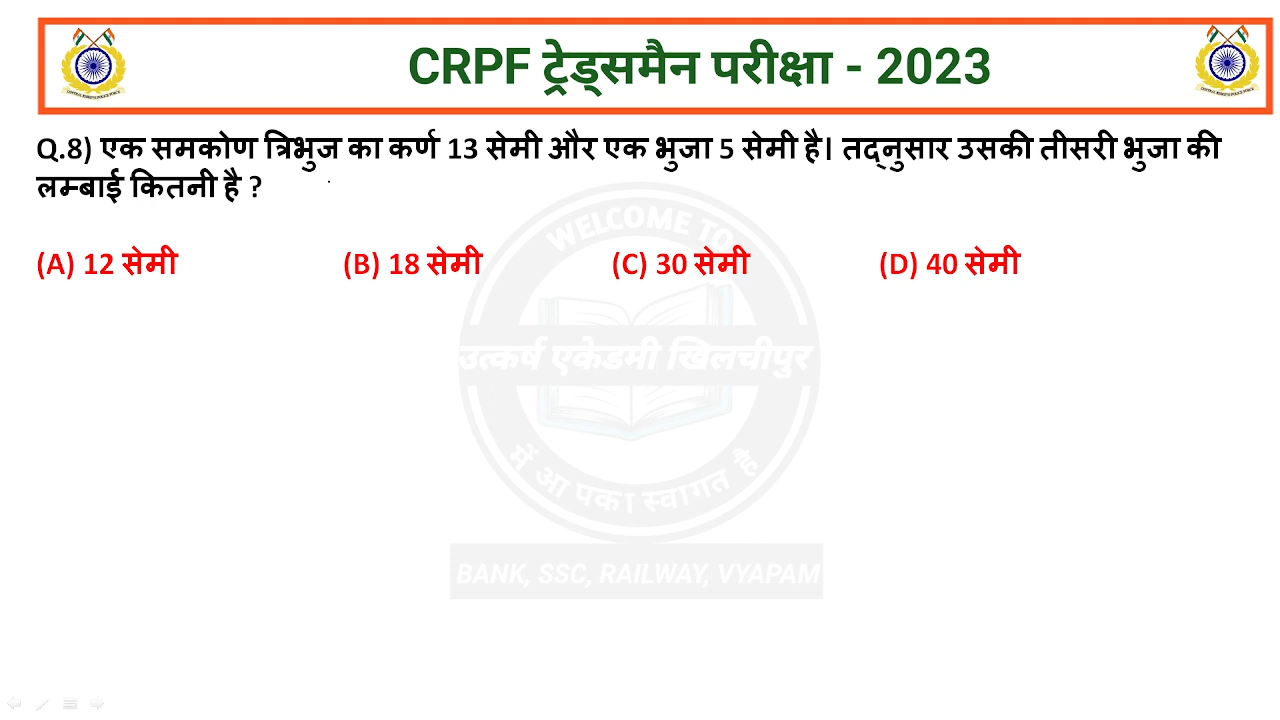 CRPF ट्रेड्समैन परीक्षा - 2023
Q.8) एक समकोण त्रिभुज का कर्ण 13 सेमी और एक भुजा 5 सेमी है। तद्नुसार उसकी तीसरी भुजा की
लम्बाई कितनी है ?
(A) 12 सेमी (B) 18 सेमी (C) 30 सेमी (D) 40 सेमी
WELCOME TO
उत्कर्ष एकेडमी खिलचीपुर
में आ पका स्वागत है
BANK, SSC, RAILWAY, VYAPAM